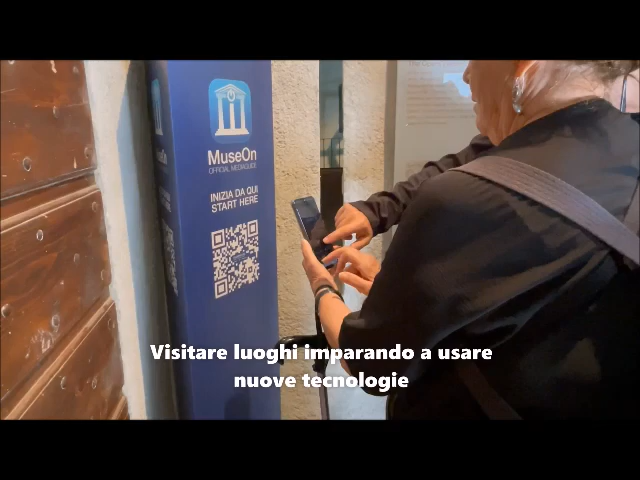 MuseOn
OFFICIAL MEDIAGUIDE
INIZIA DA QUI
START HERE
Visitare luoghi imparando a usare
nuove tecnologie